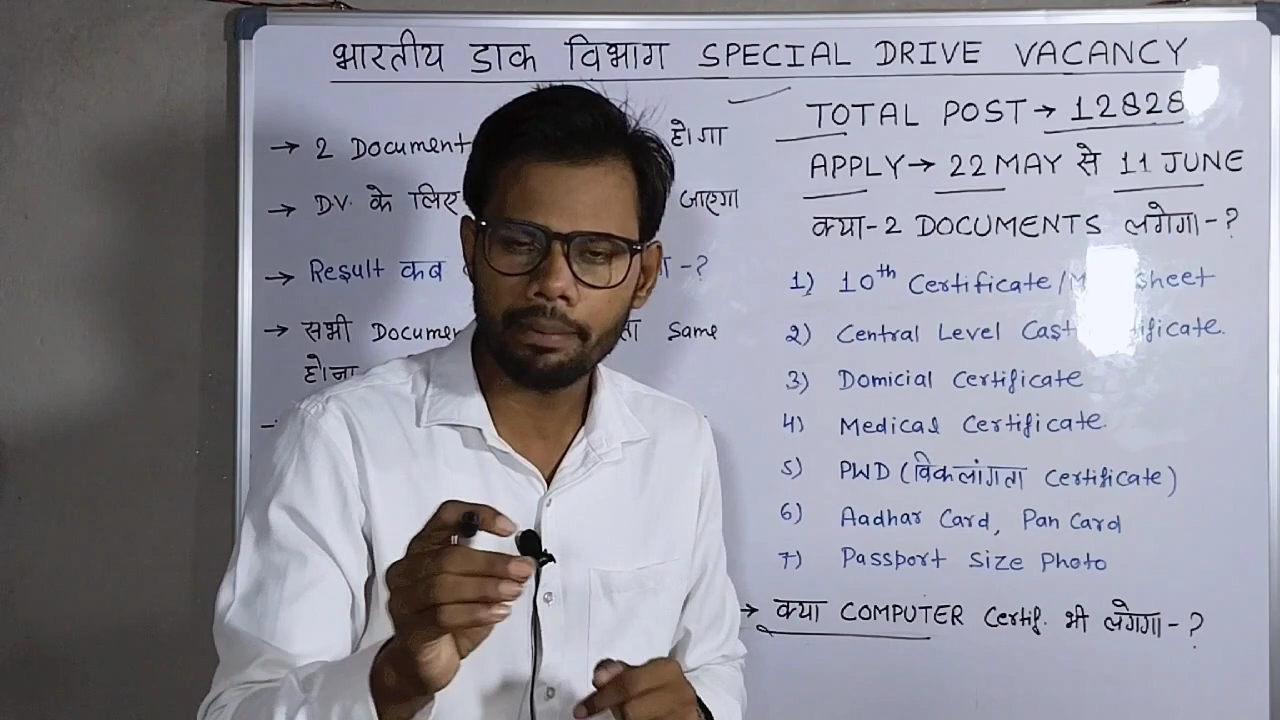 भारतीय डाक विभाग SPECIAL DRIVE VACANCY
→ 2 Document होगा
→ DV. के लिए जाएगा
→ Result कब -?
→ सभी Same
होना
TOTAL POST → 12828
APPLY → 22 MAY से 11 JUNE
क्या - 2 DOCUMENTS लगेगा - ?
1) 10th Certificate / sheet
2) Central Level
3) Domicial Certificate
4) Medical Certificate.
5) PWD (विकलांगता Certificate)
6) Aadhar Card, Pan Card
7) Passport Size Photo
→ क्या COMPUTER Certif. भी लगेगा - ?